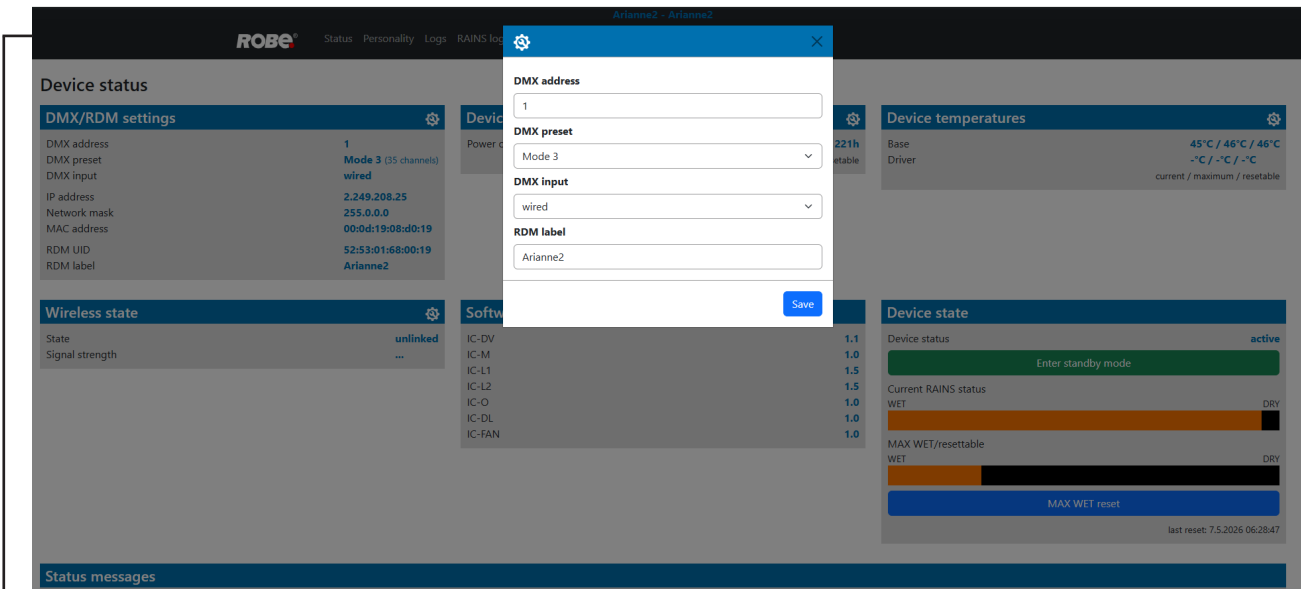 Arianne2 - Arianne2
ROBE® Status Personality Logs RAINS log
Device status
DMX/RDM settings
DMX address 1
DMX preset Mode 3 (35 channels)
DMX input wired
IP address 2.249.208.25
Network mask 255.0.0.0
MAC address 00:0d:19:08:d0:19
RDM UID 52:53:01:68:00:19
RDM label Arianne2
Devic
Power 221h
etable
DMX address
1
DMX preset
Mode 3
DMX input
wired
RDM label
Arianne2
Save
Device temperatures
Base 45°C / 46°C / 46°C
Driver -°C / -°C / -°C
current / maximum / resetable
Wireless state
State unlinked
Signal strength ...
Softw
IC-DV 1.1
IC-M 1.0
IC-L1 1.5
IC-L2 1.5
IC-O 1.0
IC-DL 1.0
IC-FAN 1.0
Device state
Device status active
Enter standby mode
Current RAINS status
WET DRY
MAX WET/resettable
WET DRY
MAX WET reset
last reset: 7.5.2026 06:28:47
Status messages